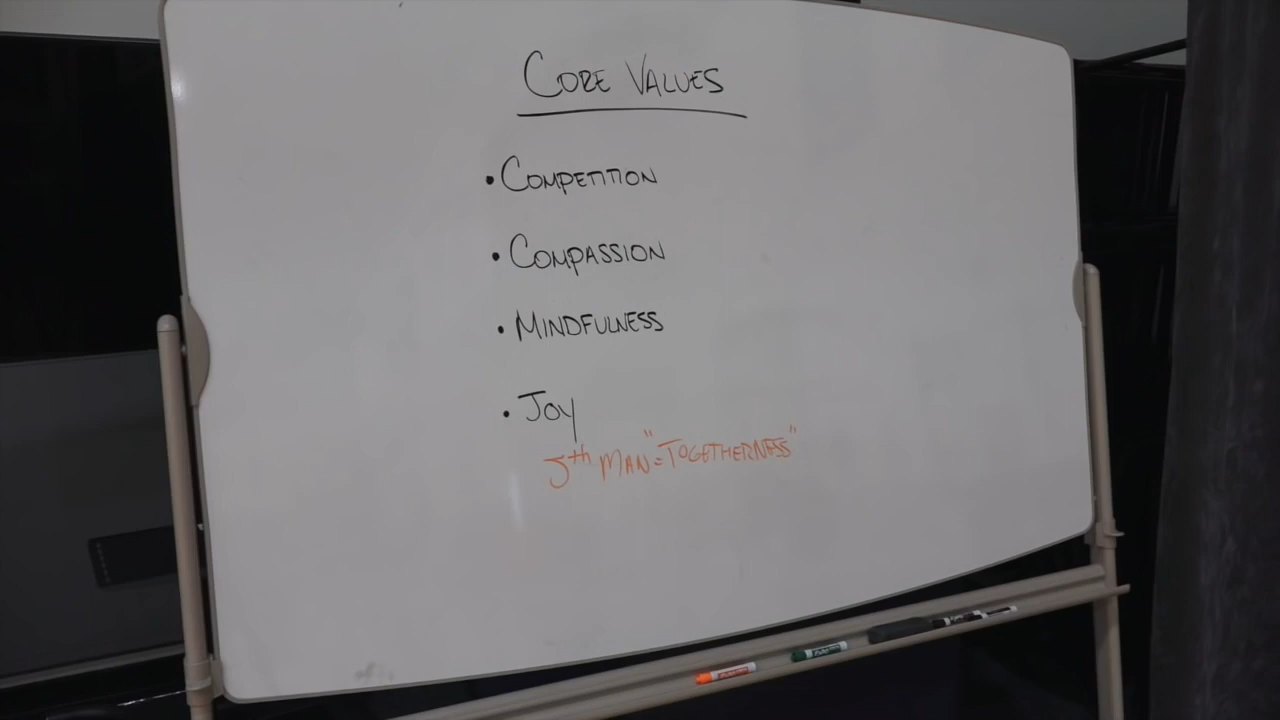 CORE VALUES
• COMPETITION
• COMPASSION
• MINDFULNESS
• JOY
5th MAN = "TOGETHERNESS"